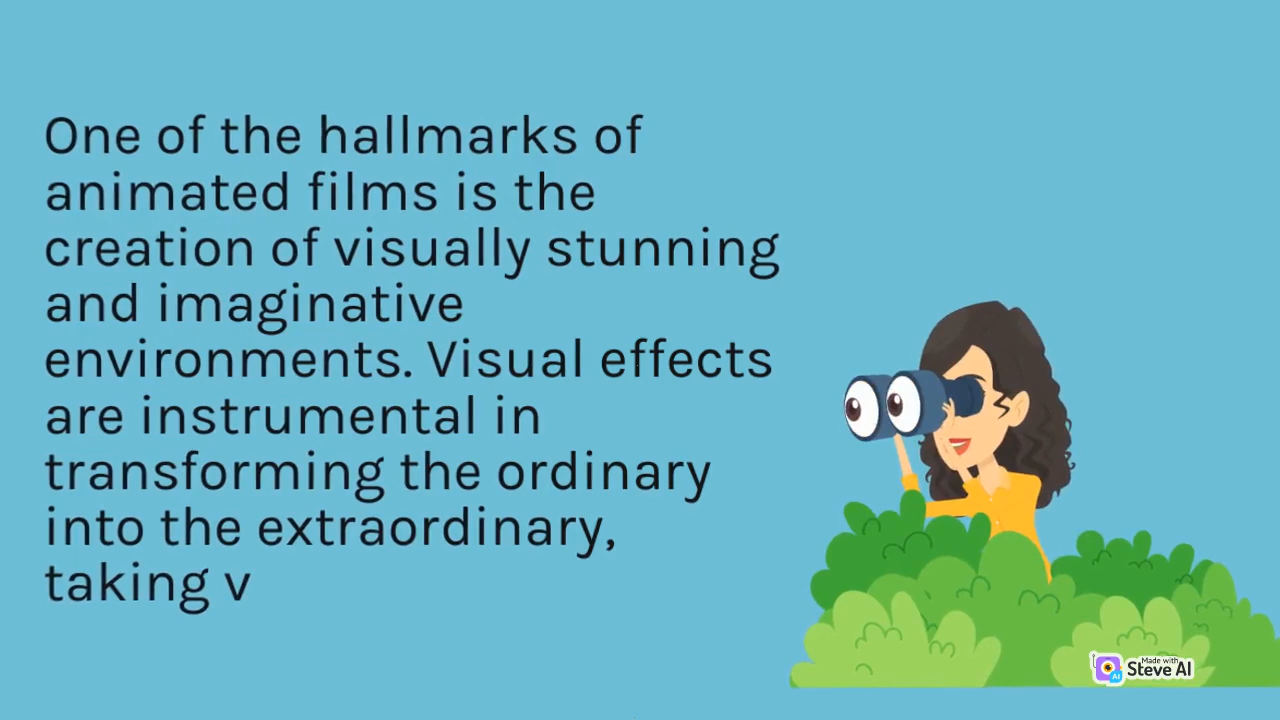 One of the hallmarks of
animated films is the
creation of visually stunning
and imaginative
environments. Visual effects
are instrumental in
transforming the ordinary
into the extraordinary,
taking v
Made with
Steve AI
AI